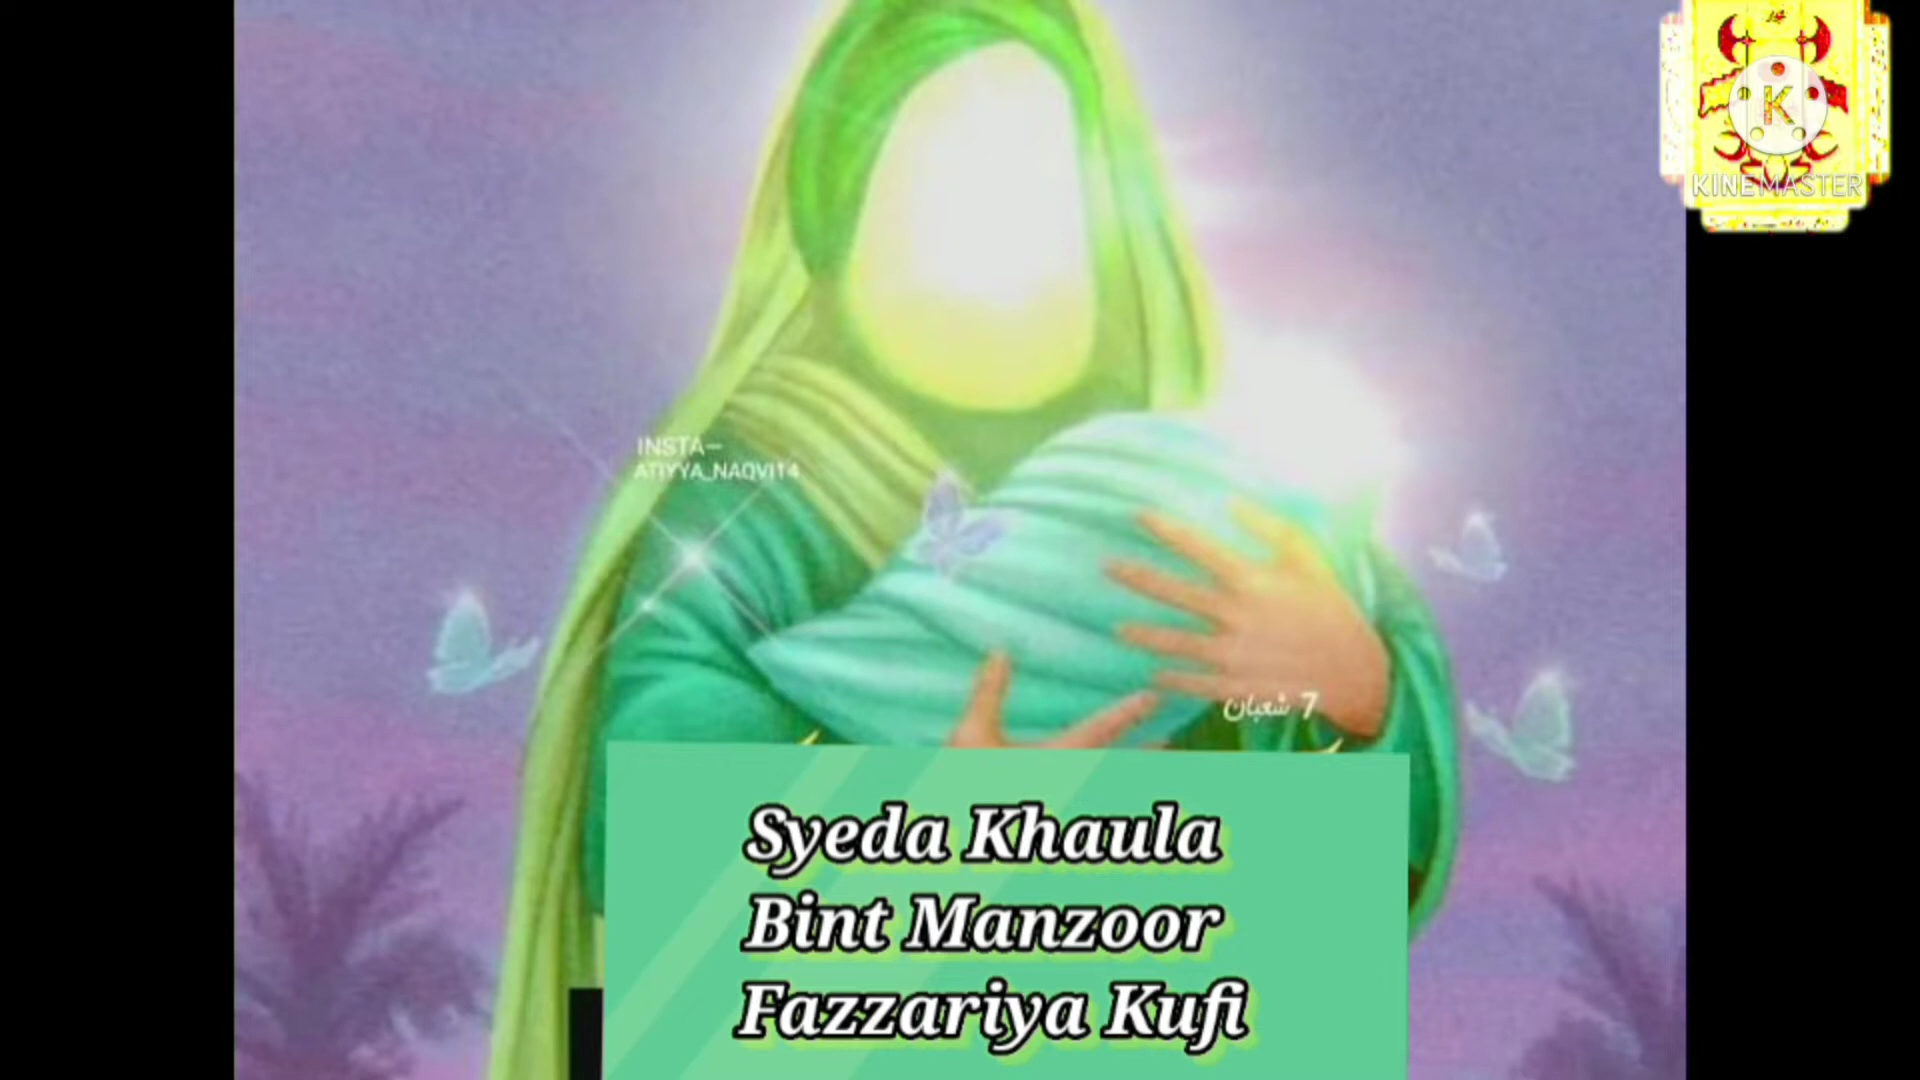 KINEMASTER
INSTA—
ATIYYA_NAQVI14
7 شعبان
Syeda Khaula
Bint Manzoor
Fazzariya Kufi